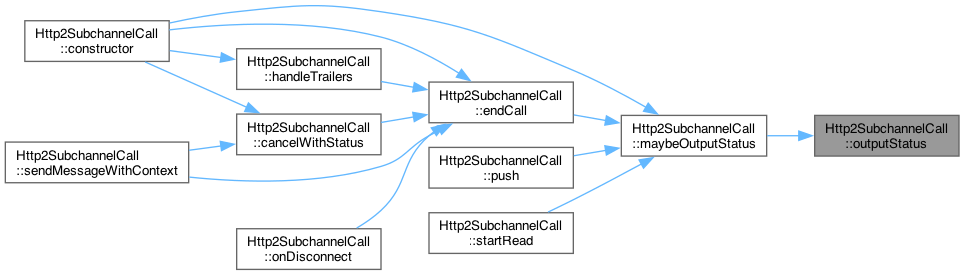 Http2SubchannelCall
::constructor
Http2SubchannelCall
::handleTrailers
Http2SubchannelCall
::endCall
Http2SubchannelCall
::cancelWithStatus
Http2SubchannelCall
::maybeOutputStatus
Http2SubchannelCall
::outputStatus
Http2SubchannelCall
::sendMessageWithContext
Http2SubchannelCall
::push
Http2SubchannelCall
::startRead
Http2SubchannelCall
::onDisconnect